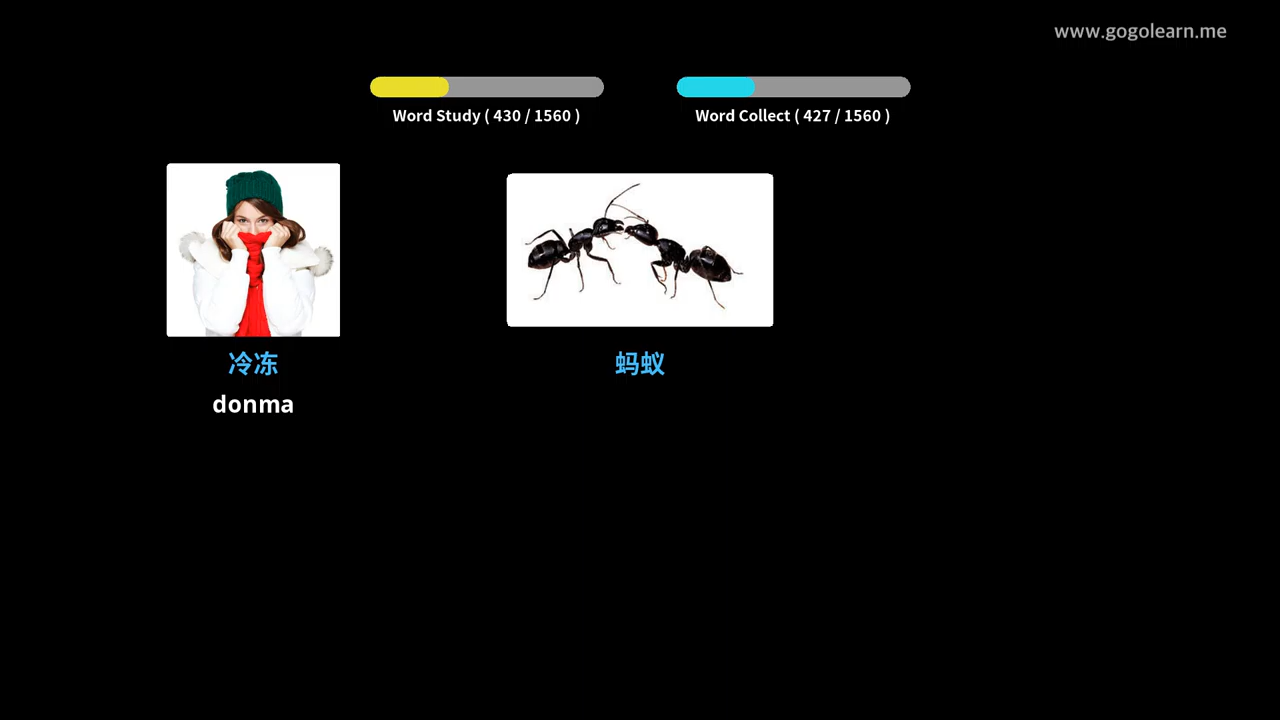 www.gogolearn.me
Word Study ( 430 / 1560 )
Word Collect ( 427 / 1560 )
冷冻
donma
蚂蚁